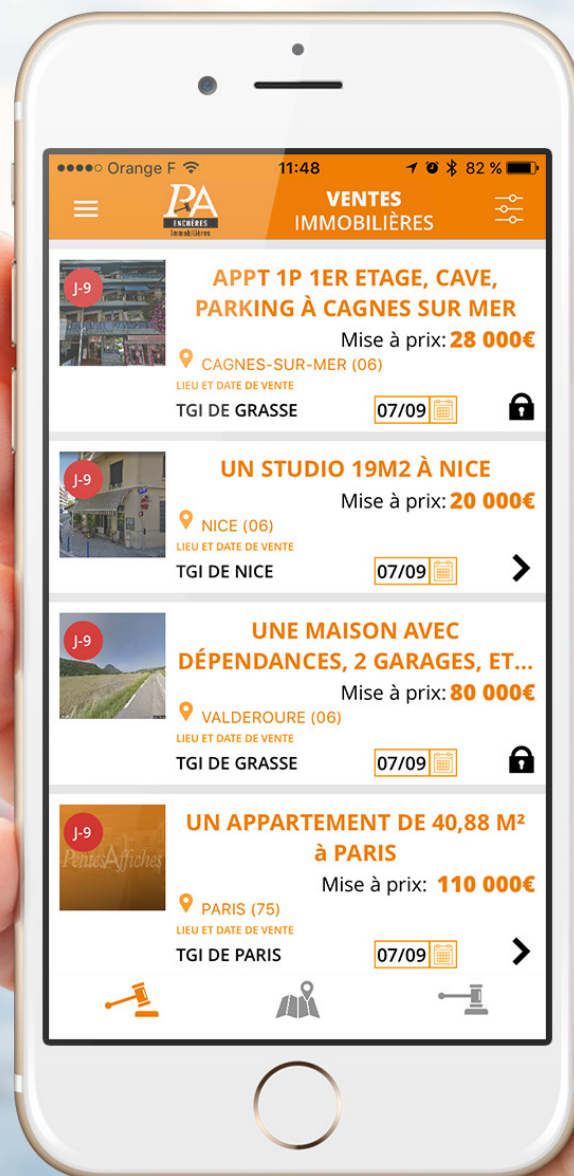 Orange F 11:48 82 %
PA
ENCHÈRES
Immobilières
VENTES
IMMOBILIÈRES
J-9
APPT 1P 1ER ETAGE, CAVE,
PARKING À CAGNES SUR MER
Mise à prix: 28 000€
CAGNES-SUR-MER (06)
LIEU ET DATE DE VENTE
TGI DE GRASSE 07/09
J-9
UN STUDIO 19M2 À NICE
Mise à prix: 20 000€
NICE (06)
LIEU ET DATE DE VENTE
TGI DE NICE 07/09
J-9
UNE MAISON AVEC
DÉPENDANCES, 2 GARAGES, ET...
Mise à prix: 80 000€
VALDEROURE (06)
LIEU ET DATE DE VENTE
TGI DE GRASSE 07/09
J-9
PetitesAffiches
UN APPARTEMENT DE 40,88 M²
à PARIS
Mise à prix: 110 000€
PARIS (75)
LIEU ET DATE DE VENTE
TGI DE PARIS 07/09